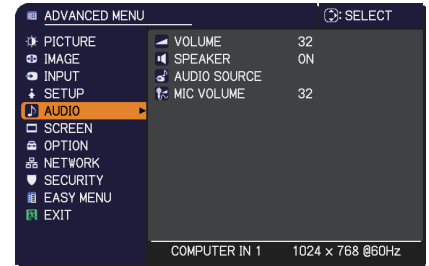 ADVANCED MENU : SELECT
PICTURE
IMAGE
INPUT
SETUP
AUDIO
SCREEN
OPTION
NETWORK
SECURITY
EASY MENU
EXIT
VOLUME 32
SPEAKER ON
AUDIO SOURCE
MIC VOLUME 32
COMPUTER IN 1 1024 x 768 @60Hz